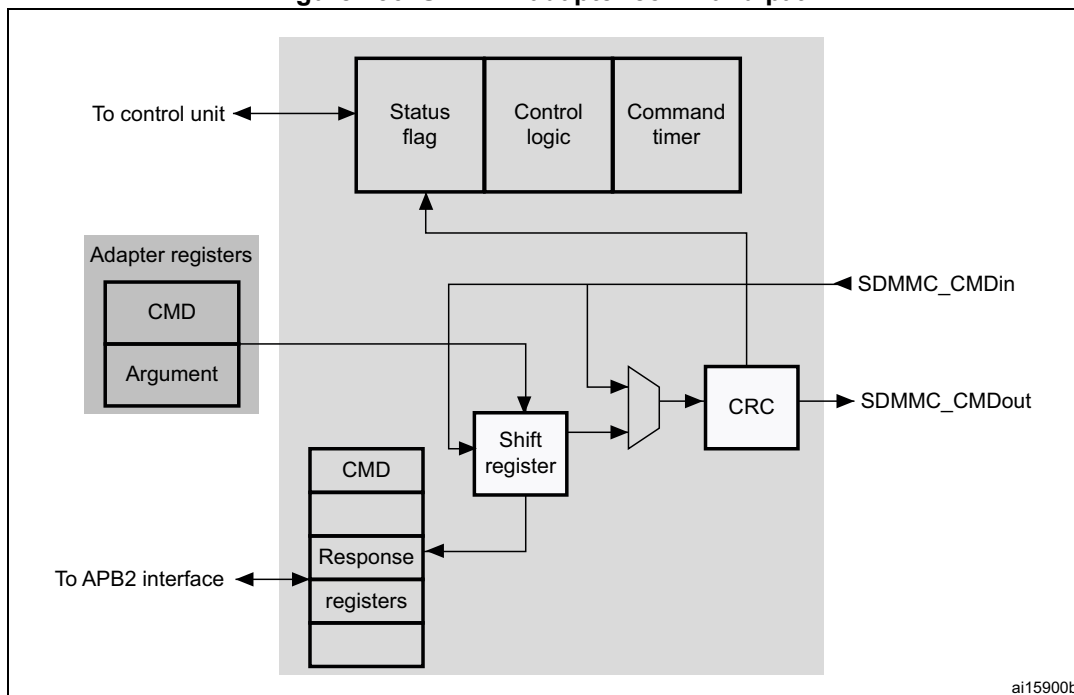 To control unit
Status
flag
Control
logic
Command
timer
Adapter registers
CMD
Argument
SDMMC_CMDin
CRC
SDMMC_CMDout
Shift
register
CMD
Response
registers
To APB2 interface
ai15900b